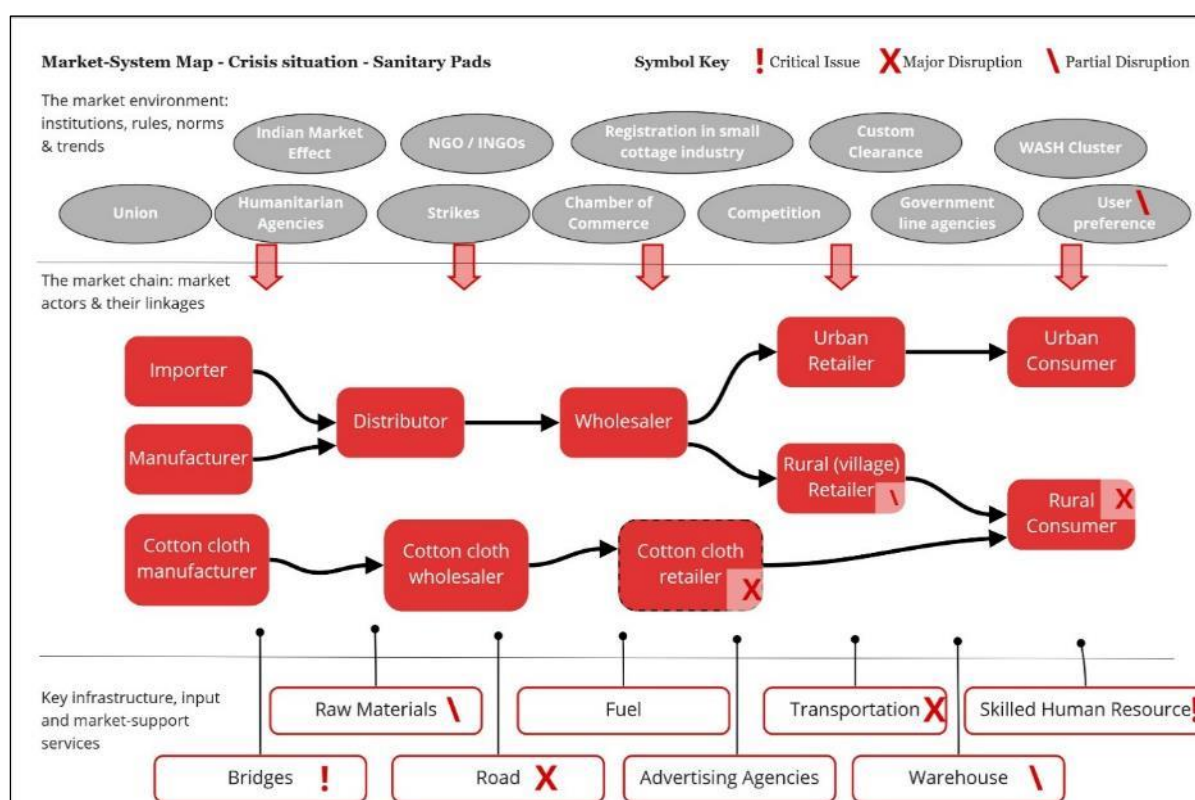 Market-System Map - Crisis situation - Sanitary Pads
Symbol Key ! Critical Issue X Major Disruption \ Partial Disruption
The market environment:
institutions, rules, norms
& trends
Indian Market
Effect
NGO / INGOs
Registration in small
cottage industry
Custom
Clearance
WASH Cluster
Union
Humanitarian
Agencies
Strikes
Chamber of
Commerce
Competition
Government
line agencies
User \
preference
The market chain: market
actors & their linkages
Importer
Manufacturer
Distributor
Wholesaler
Urban
Retailer
Urban
Consumer
Rural (village)
Retailer \
Rural X
Consumer
Cotton cloth
manufacturer
Cotton cloth
wholesaler
Cotton cloth
retailer X
Key infrastructure, input
and market-support
services
Raw Materials \
Fuel
Transportation X
Skilled Human Resource !
Bridges !
Road X
Advertising Agencies
Warehouse \